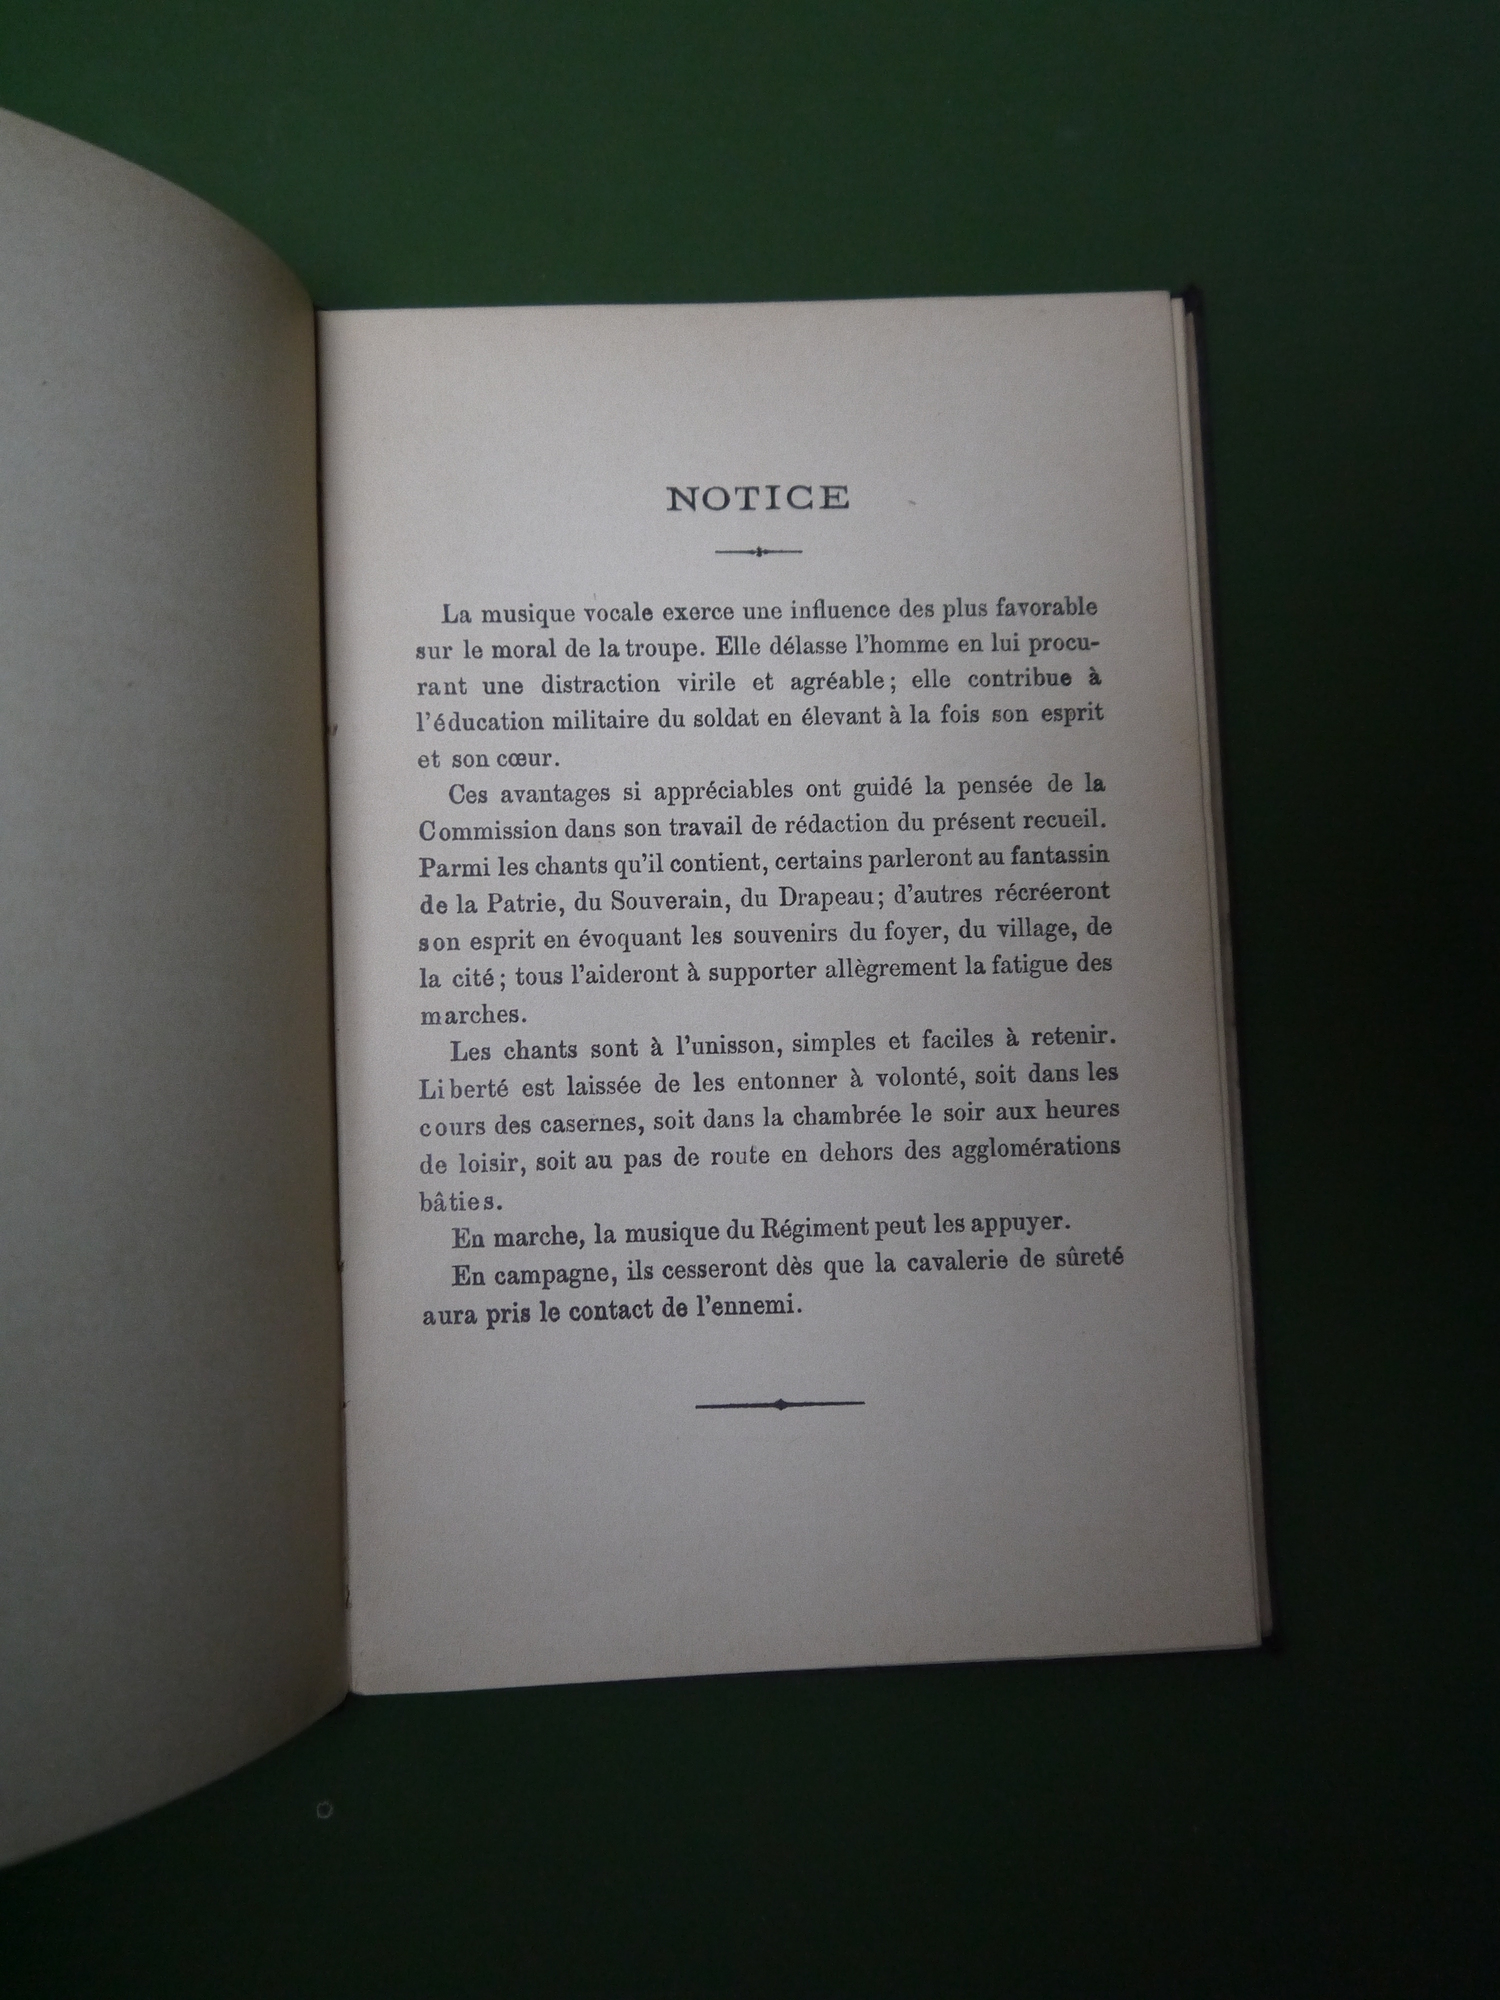 NOTICE
La musique vocale exerce une influence des plus favorable
sur le moral de la troupe. Elle délasse l'homme en lui procu-
rant une distraction virile et agréable ; elle contribue à
l'éducation militaire du soldat en élevant à la fois son esprit
et son cœur.
Ces avantages si appréciables ont guidé la pensée de la
Commission dans son travail de rédaction du présent recueil.
Parmi les chants qu'il contient, certains parleront au fantassin
de la Patrie, du Souverain, du Drapeau ; d'autres récréeront
son esprit en évoquant les souvenirs du foyer, du village, de
la cité ; tous l'aideront à supporter allègrement la fatigue des
marches.
Les chants sont à l'unisson, simples et faciles à retenir.
Liberté est laissée de les entonner à volonté, soit dans les
cours des casernes, soit dans la chambrée le soir aux heures
de loisir, soit au pas de route en dehors des agglomérations
bâties.
En marche, la musique du Régiment peut les appuyer.
En campagne, ils cesseront dès que la cavalerie de sûreté
aura pris le contact de l'ennemi.